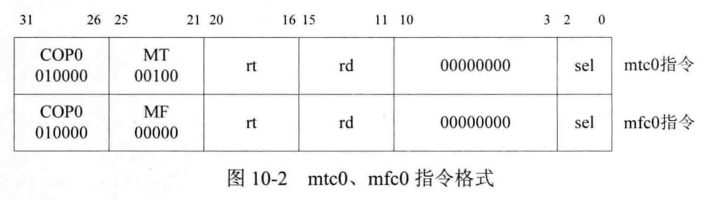 31 26 25 21 20 16 15 11 10 3 2 0
COP0 MT rt rd 00000000 sel mtc0指令
010000 00100
COP0 MF rt rd 00000000 sel mfc0指令
010000 00000
图 10-2 mtc0、mfc0 指令格式